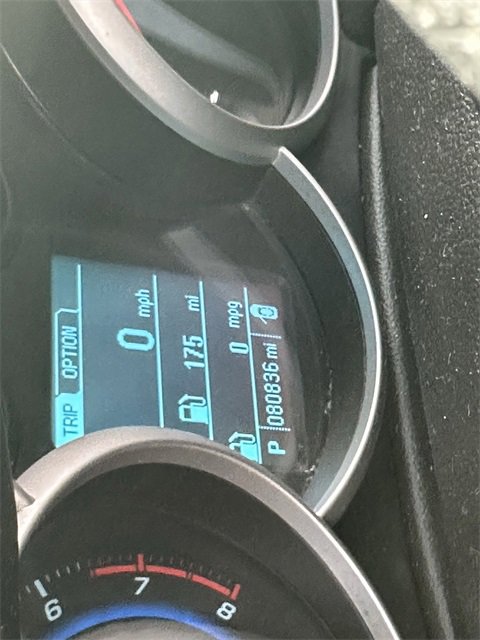 TRIP OPTION
0 mph
175 mi
0 mpg
P 080836 mi
6 7 8